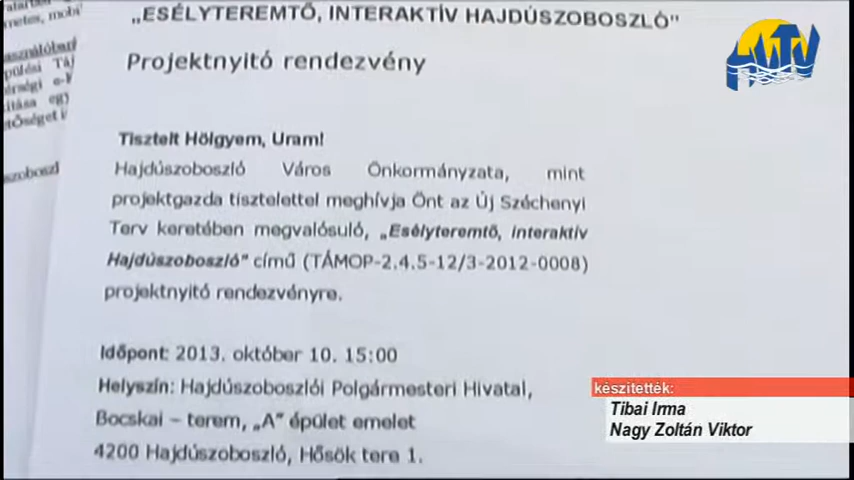 „ESÉLYTEREMTŐ, INTERAKTÍV HAJDÚSZOBOSZLÓ"
Projektnyitó rendezvény
Tisztelt Hölgyem, Uram!
Hajdúszoboszló Város Önkormányzata, mint
projektgazda tisztelettel meghívja Önt az Új Széchenyi
Terv keretében megvalósuló, „Esélyteremtő, interaktív
Hajdúszoboszló" című (TÁMOP-2.4.5-12/3-2012-0008)
projektnyitó rendezvényre.
Időpont: 2013. október 10. 15:00
Helyszín: Hajdúszoboszlói Polgármesteri Hivatal,
Bocskai – terem, „A" épület emelet
4200 Hajdúszoboszló, Hősök tere 1.
készítették:
Tibai Irma
Nagy Zoltán Viktor